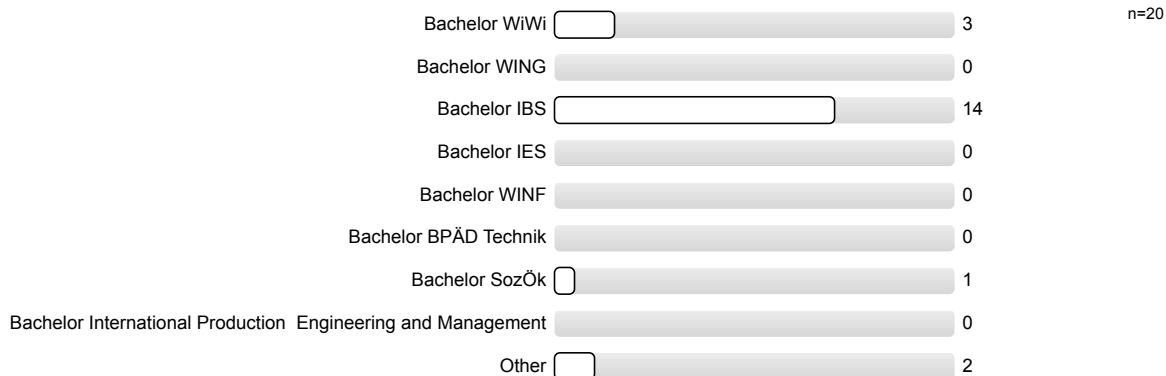 Bachelor WiWi 3 n=20
Bachelor WING 0
Bachelor IBS 14
Bachelor IES 0
Bachelor WINF 0
Bachelor BPÄD Technik 0
Bachelor SozÖk 1
Bachelor International Production  Engineering and Management 0
Other 2